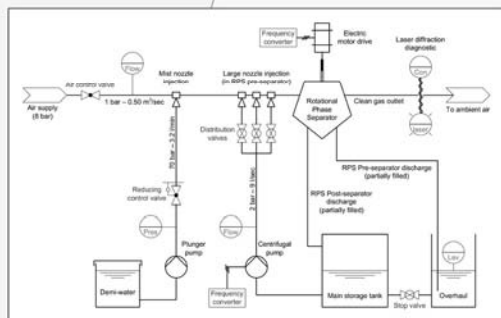 Frequency
converter
Electric
motor drive
Laser diffraction
diagnostic
Flow
Air control valve
Mist nozzle
injection
Large nozzle injection
(in RPS pre-separator)
Con.
Air supply
(8 bar)
1 bar – 0.50 m³/sec
Rotational
Phase
Separator
Clean gas outlet
To ambient air
laser
Distribution
valves
70 bar – 3.2 l/min
2 bar – 9 l/sec
Reducing
control valve
RPS Pre-separator discharge
(partially filled)
RPS Post-separator
discharge
(partially filled)
Pres
Flow
Plunger
pump
Centrifugal
pump
Lev.
Demi-water
Frequency
converter
Main storage tank
Stop valve
Overhaul